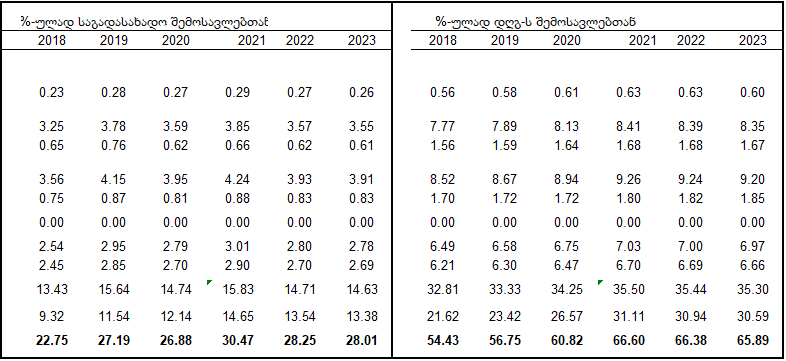 %-ულად საგადასახადო შემოსავლებთან %-ულად დღგ-ს შემოსავლებთან
2018 2019 2020 2021 2022 2023 2018 2019 2020 2021 2022 2023
0.23 0.28 0.27 0.29 0.27 0.26 0.56 0.58 0.61 0.63 0.63 0.60
3.25 3.78 3.59 3.85 3.57 3.55 7.77 7.89 8.13 8.41 8.39 8.35
0.65 0.76 0.62 0.66 0.62 0.61 1.56 1.59 1.64 1.68 1.68 1.67
3.56 4.15 3.95 4.24 3.93 3.91 8.52 8.67 8.94 9.26 9.24 9.20
0.75 0.87 0.81 0.88 0.83 0.83 1.70 1.72 1.72 1.80 1.82 1.85
0.00 0.00 0.00 0.00 0.00 0.00 0.00 0.00 0.00 0.00 0.00 0.00
2.54 2.95 2.79 3.01 2.80 2.78 6.49 6.58 6.75 7.03 7.00 6.97
2.45 2.85 2.70 2.90 2.70 2.69 6.21 6.30 6.47 6.70 6.69 6.66
13.43 15.64 14.74 15.83 14.71 14.63 32.81 33.33 34.25 35.50 35.44 35.30
9.32 11.54 12.14 14.65 13.54 13.38 21.62 23.42 26.57 31.11 30.94 30.59
22.75 27.19 26.88 30.47 28.25 28.01 54.43 56.75 60.82 66.60 66.38 65.89